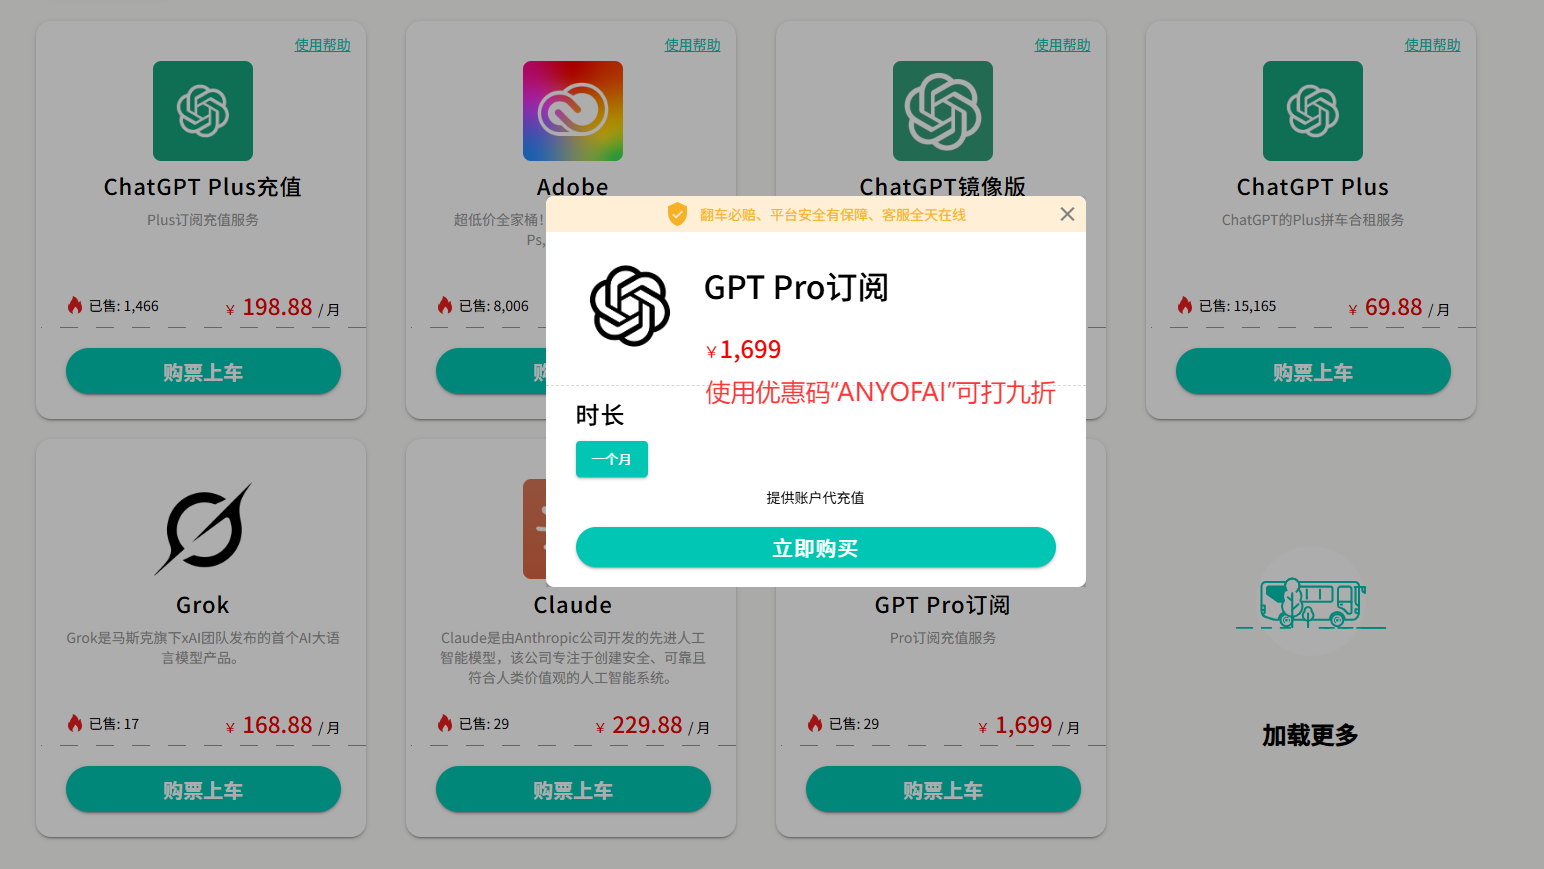 使用帮助
ChatGPT Plus充值
Plus订阅充值服务
已售: 1,466
￥ 198.88 / 月
购票上车
使用帮助
Adobe
超低价全家桶!
Ps,
已售: 8,006
购
使用帮助
ChatGPT镜像版
使用帮助
ChatGPT Plus
ChatGPT的Plus拼车合租服务
已售: 15,165
￥ 69.88 / 月
购票上车
翻车必赔、平台安全有保障、客服全天在线
GPT Pro订阅
￥1,699
使用优惠码“ANYOFAI”可打九折
时长
一个月
提供账户代充值
立即购买
Grok
Grok是马斯克旗下xAI团队发布的首个AI大语
言模型产品。
已售: 17
￥ 168.88 / 月
购票上车
Claude
Claude是由Anthropic公司开发的先进人工
智能模型，该公司专注于创建安全、可靠且
符合人类价值观的人工智能系统。
已售: 29
￥ 229.88 / 月
购票上车
GPT Pro订阅
Pro订阅充值服务
已售: 29
￥ 1,699 / 月
购票上车
加载更多